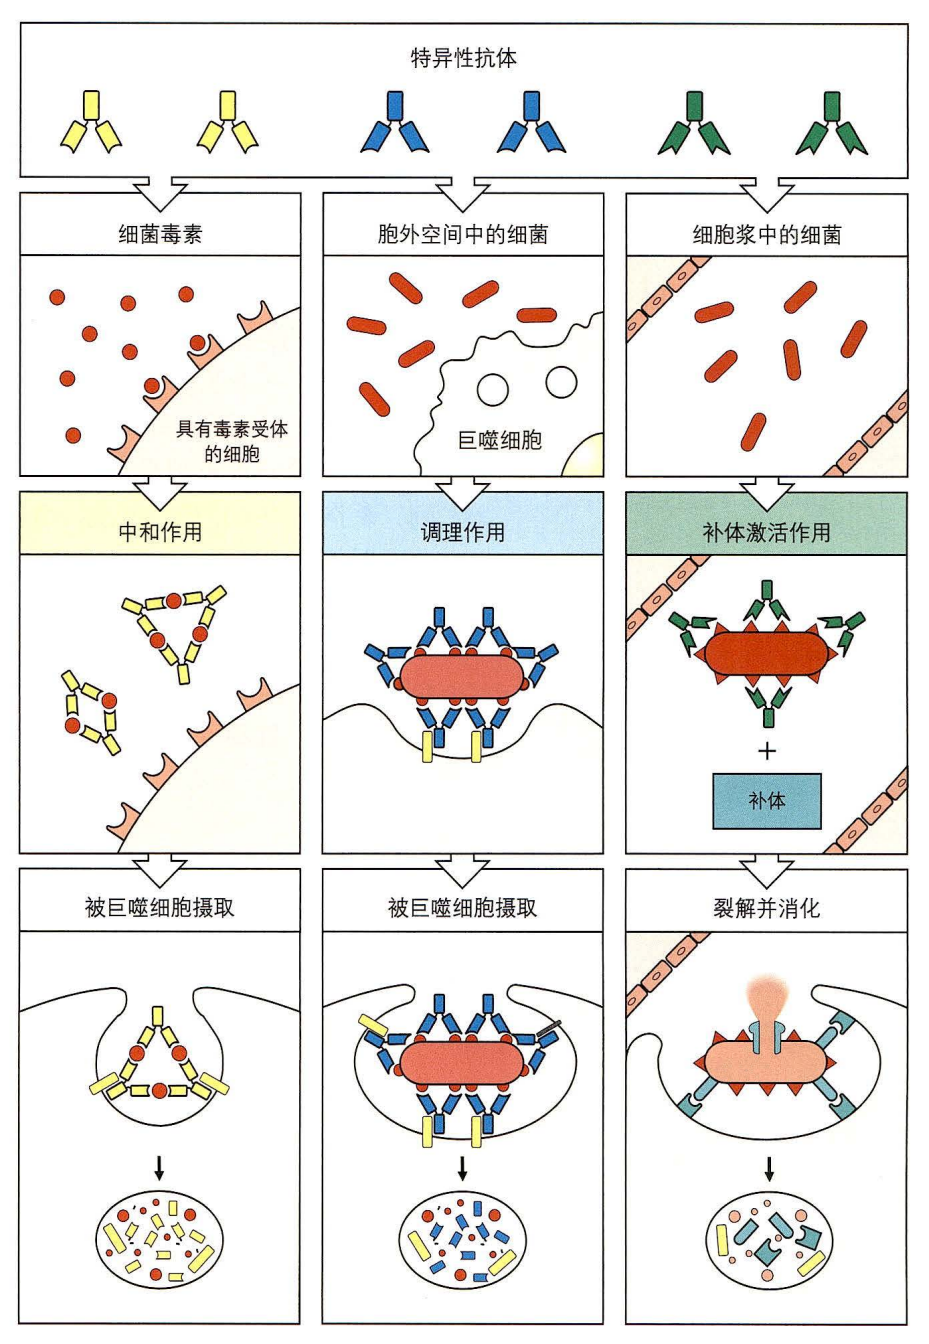 特异性抗体
细菌毒素
胞外空间中的细菌
细胞浆中的细菌
具有毒素受体
的细胞
巨噬细胞
中和作用
调理作用
补体激活作用
+
补体
被巨噬细胞摄取
被巨噬细胞摄取
裂解并消化